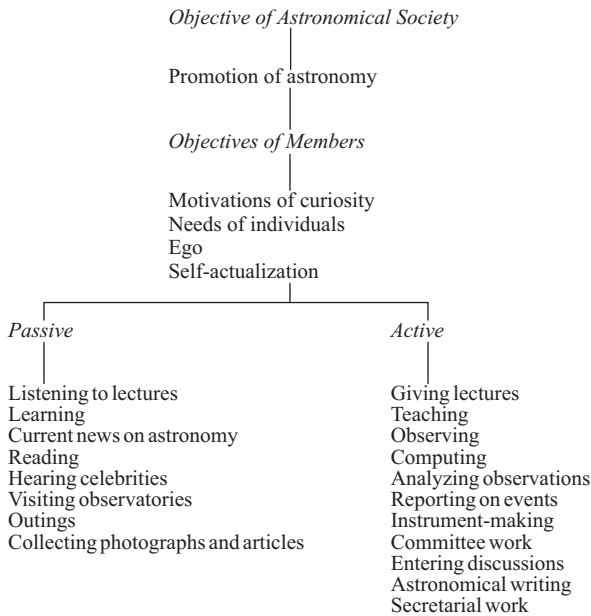 Objective of Astronomical Society
Promotion of astronomy
Objectives of Members
Motivations of curiosity
Needs of individuals
Ego
Self-actualization
Passive
Listening to lectures
Learning
Current news on astronomy
Reading
Hearing celebrities
Visiting observatories
Outings
Collecting photographs and articles
Active
Giving lectures
Teaching
Observing
Computing
Analyzing observations
Reporting on events
Instrument-making
Committee work
Entering discussions
Astronomical writing
Secretarial work